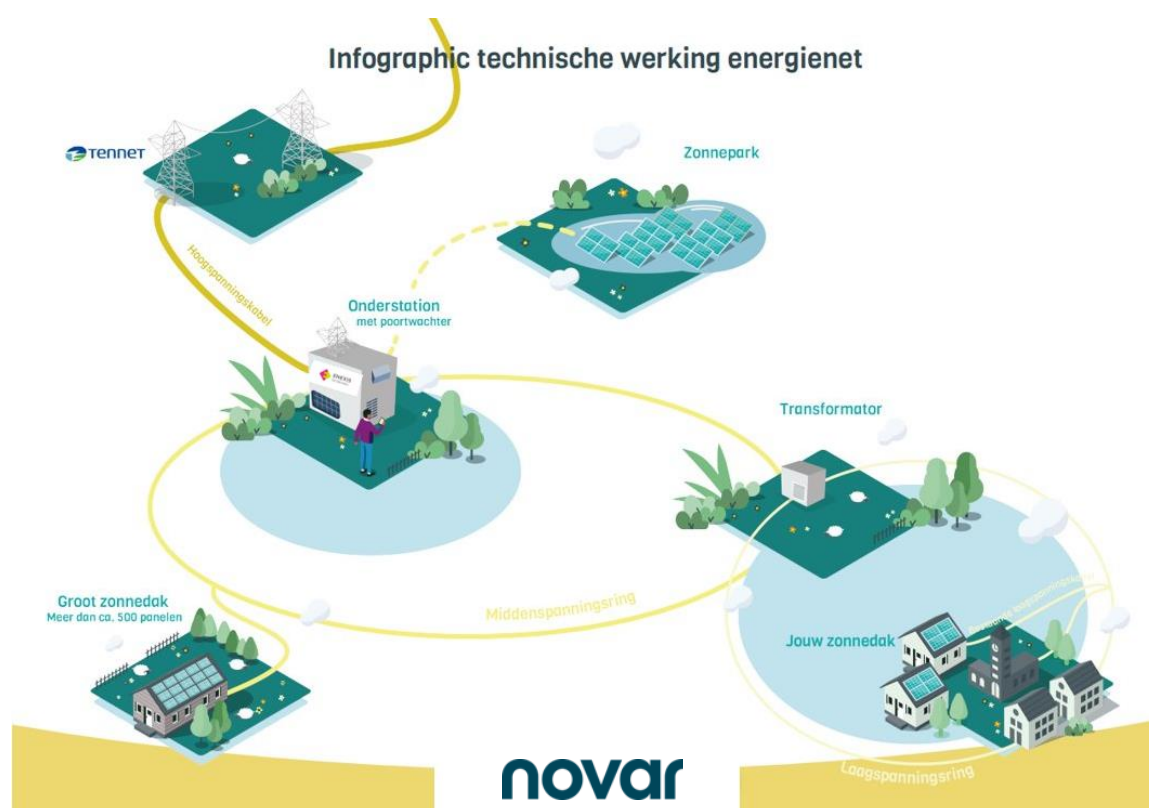 Infographic technische werking energienet
TENNET
Zonnepark
Hoogspanningskabel
Onderstation
met poortwachter
enexis
Transformator
Groot zonnedak
Meer dan ca. 500 panelen
Middenspanningsring
Jouw zonnedak
Laagspanningsring
novar